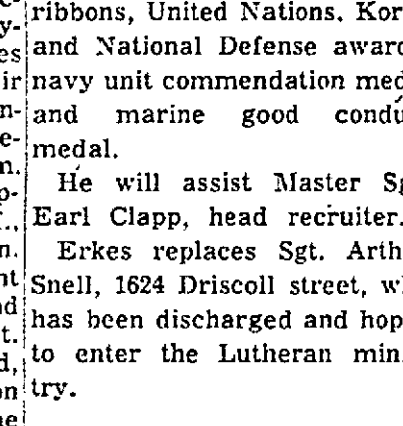 ribbons, United Nations, Kor
and National Defense award
navy unit commendation med
and marine good condu
medal.
He will assist Master Sg
Earl Clapp, head recruiter.
Erkes replaces Sgt. Arth
Snell, 1624 Driscoll street, wh
has been discharged and hop
to enter the Lutheran min
try.